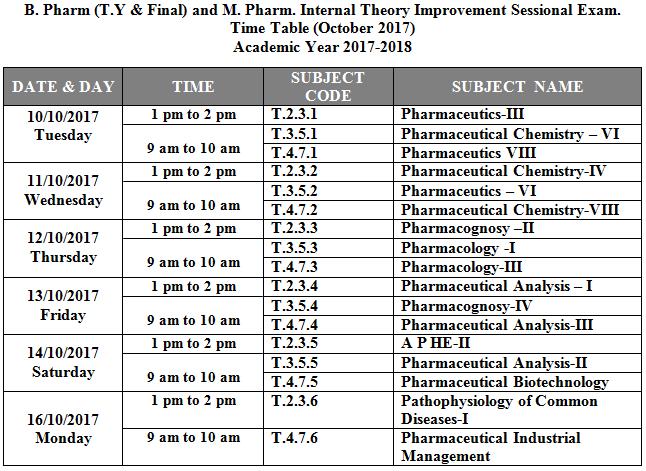 B. Pharm (T.Y & Final) and M. Pharm. Internal Theory Improvement Sessional Exam.
Time Table (October 2017)
Academic Year 2017-2018
DATE & DAY TIME SUBJECT CODE SUBJECT NAME
10/10/2017 Tuesday 1 pm to 2 pm T.2.3.1 Pharmaceutics-III
9 am to 10 am T.3.5.1 Pharmaceutical Chemistry – VI
T.4.7.1 Pharmaceutics VIII
11/10/2017 Wednesday 1 pm to 2 pm T.2.3.2 Pharmaceutical Chemistry-IV
9 am to 10 am T.3.5.2 Pharmaceutics – VI
T.4.7.2 Pharmaceutical Chemistry-VIII
12/10/2017 Thursday 1 pm to 2 pm T.2.3.3 Pharmacognosy –II
9 am to 10 am T.3.5.3 Pharmacology -I
T.4.7.3 Pharmacology-III
13/10/2017 Friday 1 pm to 2 pm T.2.3.4 Pharmaceutical Analysis – I
9 am to 10 am T.3.5.4 Pharmacognosy-IV
T.4.7.4 Pharmaceutical Analysis-III
14/10/2017 Saturday 1 pm to 2 pm T.2.3.5 A P HE-II
9 am to 10 am T.3.5.5 Pharmaceutical Analysis-II
T.4.7.5 Pharmaceutical Biotechnology
16/10/2017 Monday 1 pm to 2 pm T.2.3.6 Pathophysiology of Common
Diseases-I
9 am to 10 am T.4.7.6 Pharmaceutical Industrial
Management